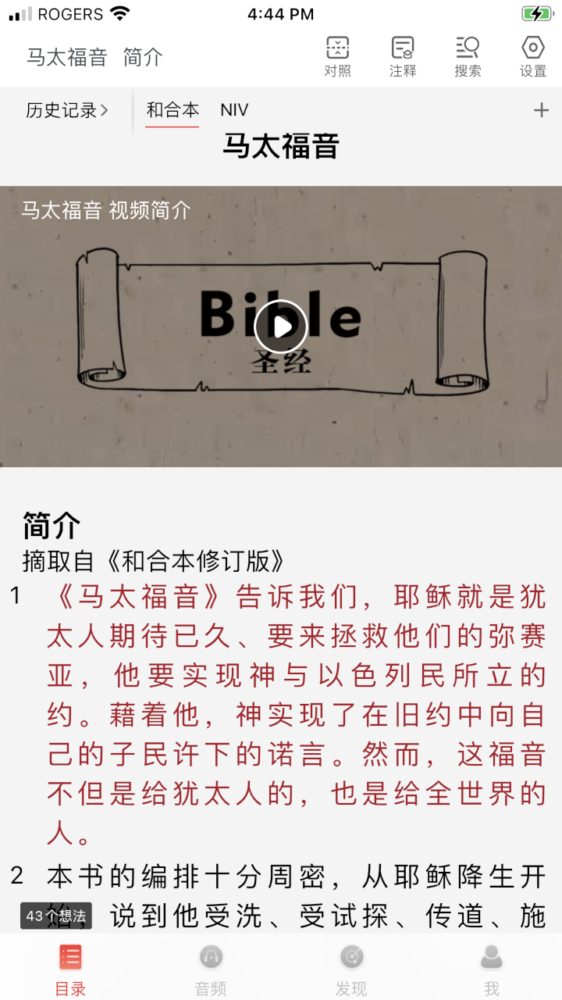 ROGERS 4:44 PM
马太福音 简介
对照 注释 搜索 设置
历史记录 和合本 NIV +
马太福音
马太福音 视频简介
Bible
圣经
简介
摘取自《和合本修订版》
1 《马太福音》告诉我们，耶稣就是犹
太人期待已久、要来拯救他们的弥赛
亚，他要实现神与以色列民所立的
约。藉着他，神实现了在旧约中向自
己的子民许下的诺言。然而，这福音
不但是给犹太人的，也是给全世界的
人。
2 本书的编排十分周密，从耶稣降生开
始，说到他受洗、受试探、传道、施
43个想法
目录 音频 发现 我